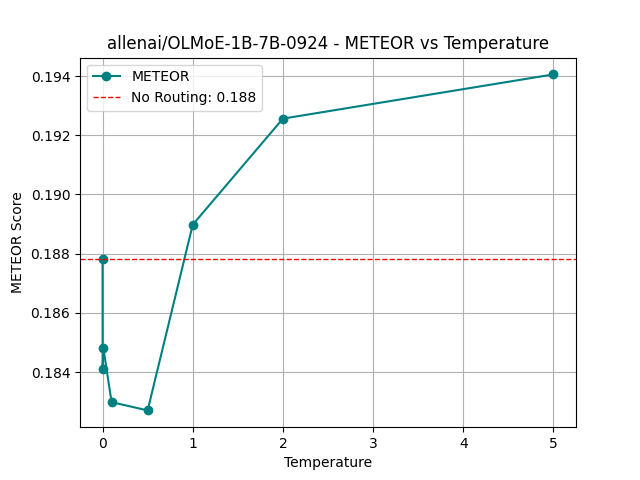 allenai/OLMoE-1B-7B-0924 - METEOR vs Temperature
METEOR
No Routing: 0.188
METEOR Score
0.194
0.192
0.190
0.188
0.186
0.184
0 1 2 3 4 5
Temperature